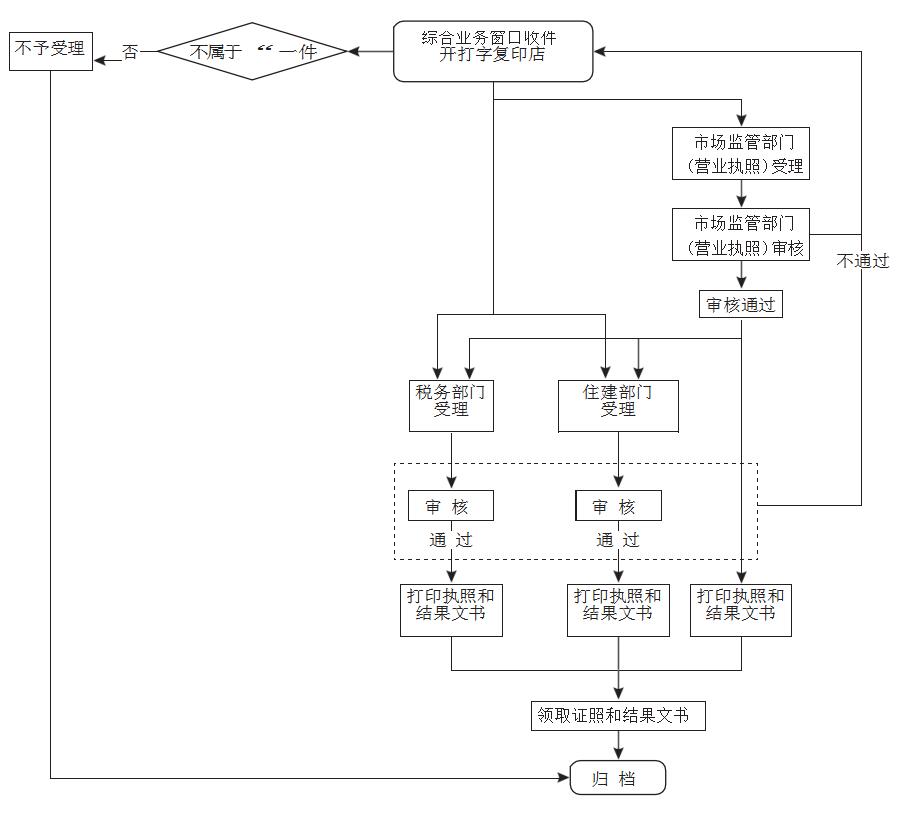 综合业务窗口收件
开打字复印店
不属于 “ 一件
否
不予受理
市场监管部门
（营业执照）受理
市场监管部门
（营业执照）审核
不通过
审核通过
税务部门
受理
住建部门
受理
审 核
审 核
通 过
通 过
打印执照和
结果文书
打印执照和
结果文书
打印执照和
结果文书
领取证照和结果文书
归 档